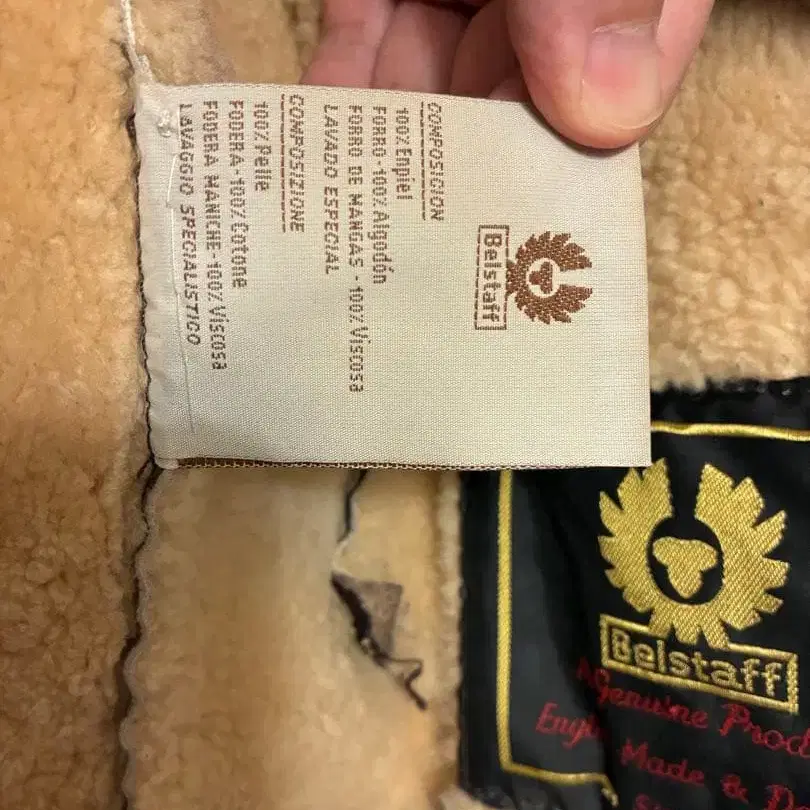 Belstaff
COMPOSICION
100% Enpiel
FORRO-100% Algodón
FORRO DE MANGAS-100% Viscosa
LAVADO ESPECIAL
COMPOSIZIONE
100% Pelle
FODERA-100% Cotone
FODERA MANICHE-100% Viscosa
LAVAGGIO SPECIALISTICO
Belstaff
Genuine
Made &